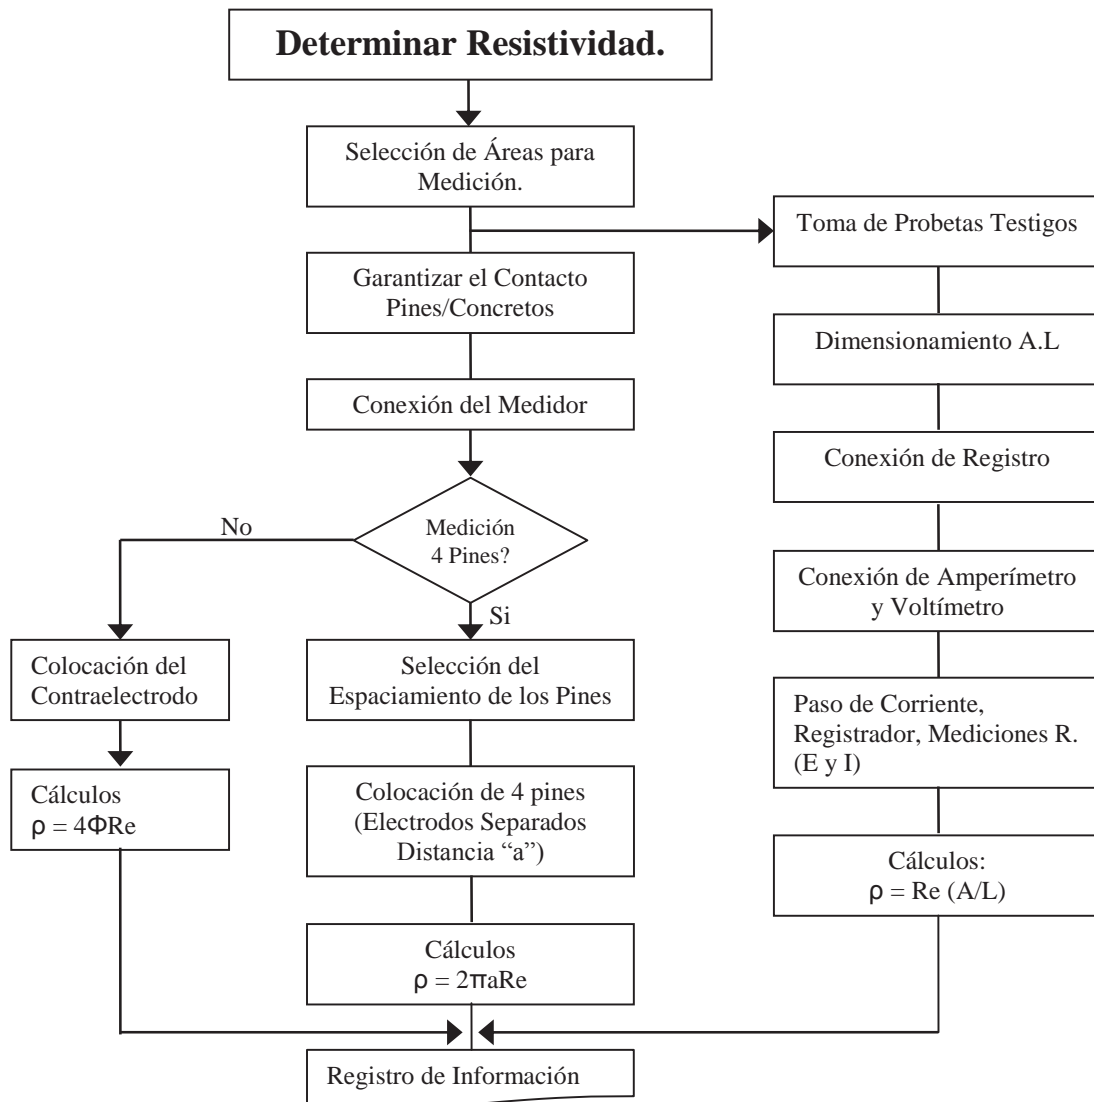 Determinar Resistividad.
Selección de Áreas para
Medición.
Toma de Probetas Testigos
Garantizar el Contacto
Pines/Concretos
Dimensionamiento A.L
Conexión del Medidor
Conexión de Registro
No
Medición
4 Pines?
Si
Conexión de Amperímetro
y Voltímetro
Colocación del
Contraelectrodo
Selección del
Espaciamiento de los Pines
Paso de Corriente,
Registrador, Mediciones R.
(E y I)
Cálculos
ρ = 4ΦRe
Colocación de 4 pines
(Electrodos Separados
Distancia “a”)
Cálculos:
ρ = Re (A/L)
Cálculos
ρ = 2πaRe
Registro de Información